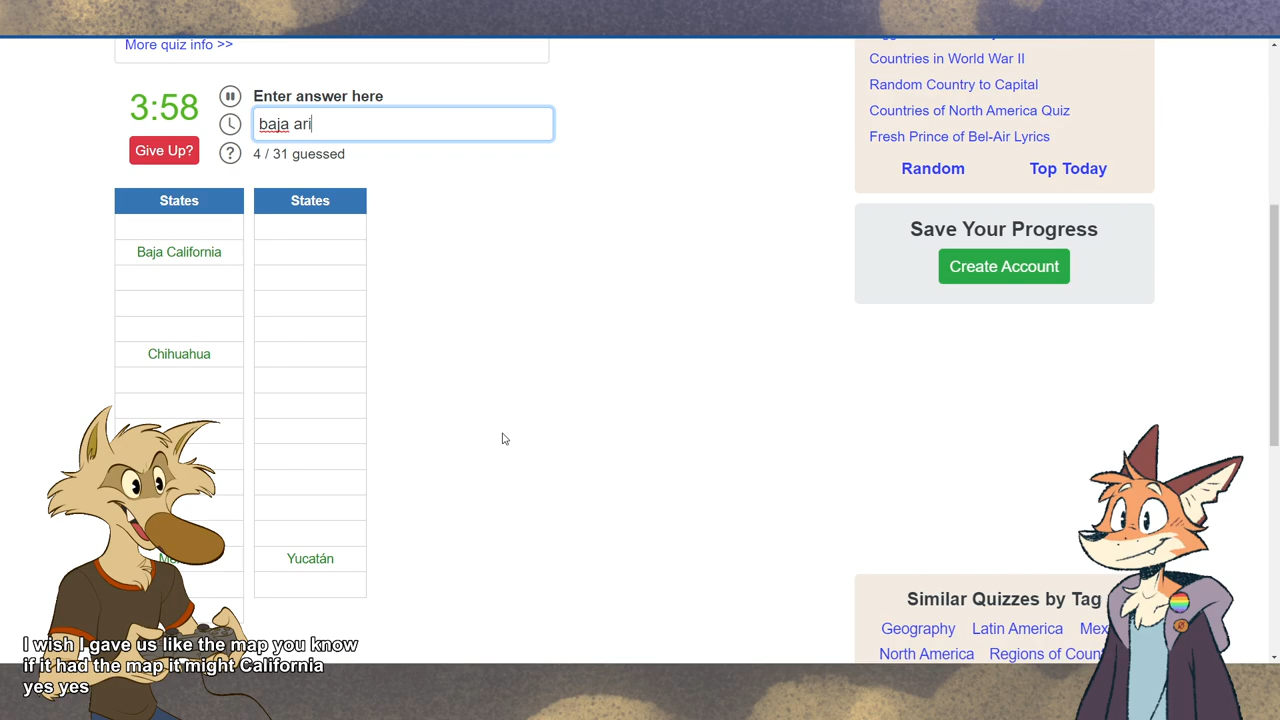 More quiz info >>
3:58
Enter answer here
baja ari
Give Up?
4 / 31 guessed
States
States
Baja California
Chihuahua
Yucatán
Countries in World War II
Random Country to Capital
Countries of North America Quiz
Fresh Prince of Bel-Air Lyrics
Random
Top Today
Save Your Progress
Create Account
Similar Quizzes by Tag
Geography
Latin America
Mex
North America
Regions of Coun
I wish I gave us like the map you know
if it had the map it might California
yes yes